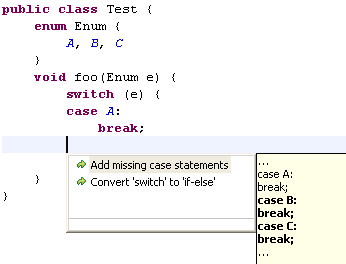 public class Test {
enum Enum {
A, B, C
}
void foo(Enum e) {
switch (e) {
case A:
break;
Add missing case statements
Convert 'switch' to 'if-else'
}
}
...
case A:
break;
case B:
break;
case C:
break;
...